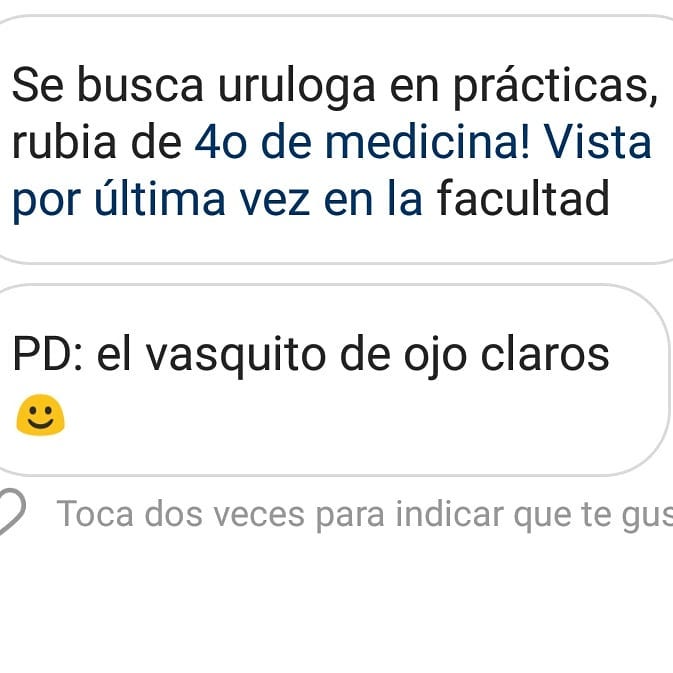 Se busca uruloga en prácticas,
rubia de 4o de medicina! Vista
por última vez en la facultad
PD: el vasquito de ojo claros
🙂
Toca dos veces para indicar que te gus